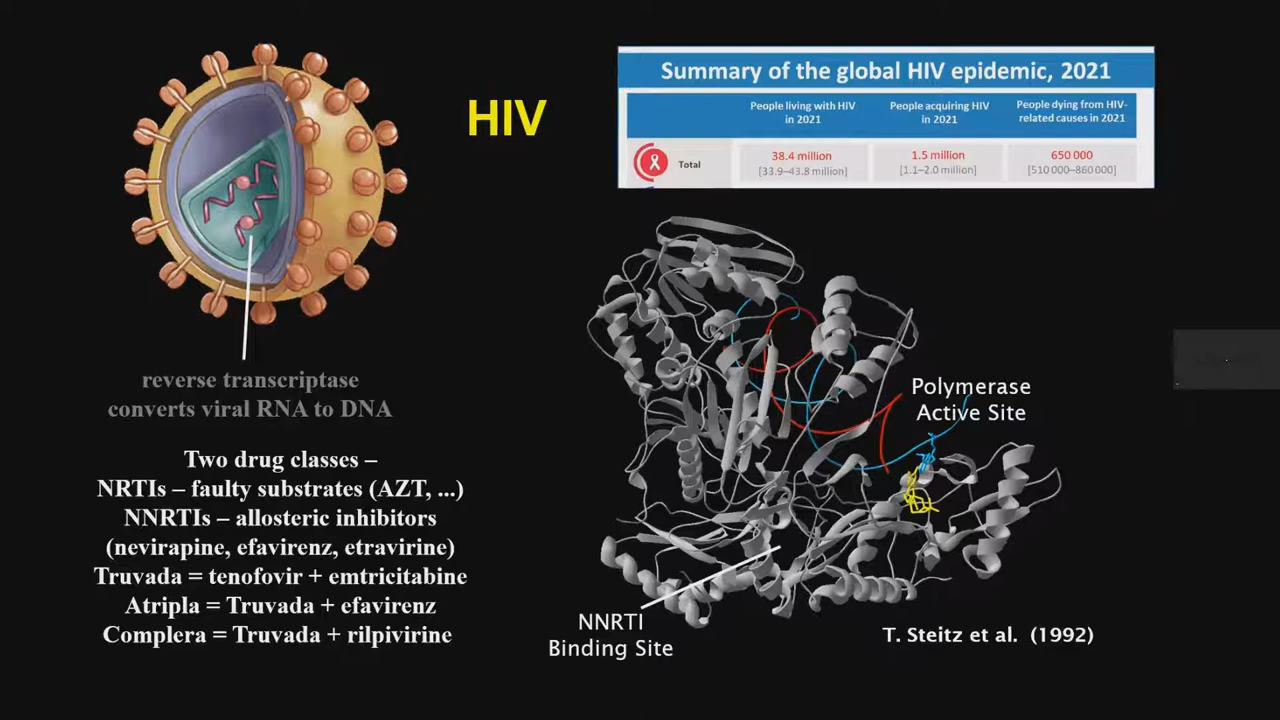 HIV
Summary of the global HIV epidemic, 2021
People living with HIV
in 2021
People acquiring HIV
in 2021
People dying from HIV-
related causes in 2021
Total
38.4 million
[33.9–43.8 million]
1.5 million
[1.1–2.0 million]
650 000
[510 000–860 000]
reverse transcriptase
converts viral RNA to DNA
Two drug classes –
NRTIs – faulty substrates (AZT, ...)
NNRTIs – allosteric inhibitors
(nevirapine, efavirenz, etravirine)
Truvada = tenofovir + emtricitabine
Atripla = Truvada + efavirenz
Complera = Truvada + rilpivirine
Polymerase
Active Site
NNRTI
Binding Site
T. Steitz et al. (1992)